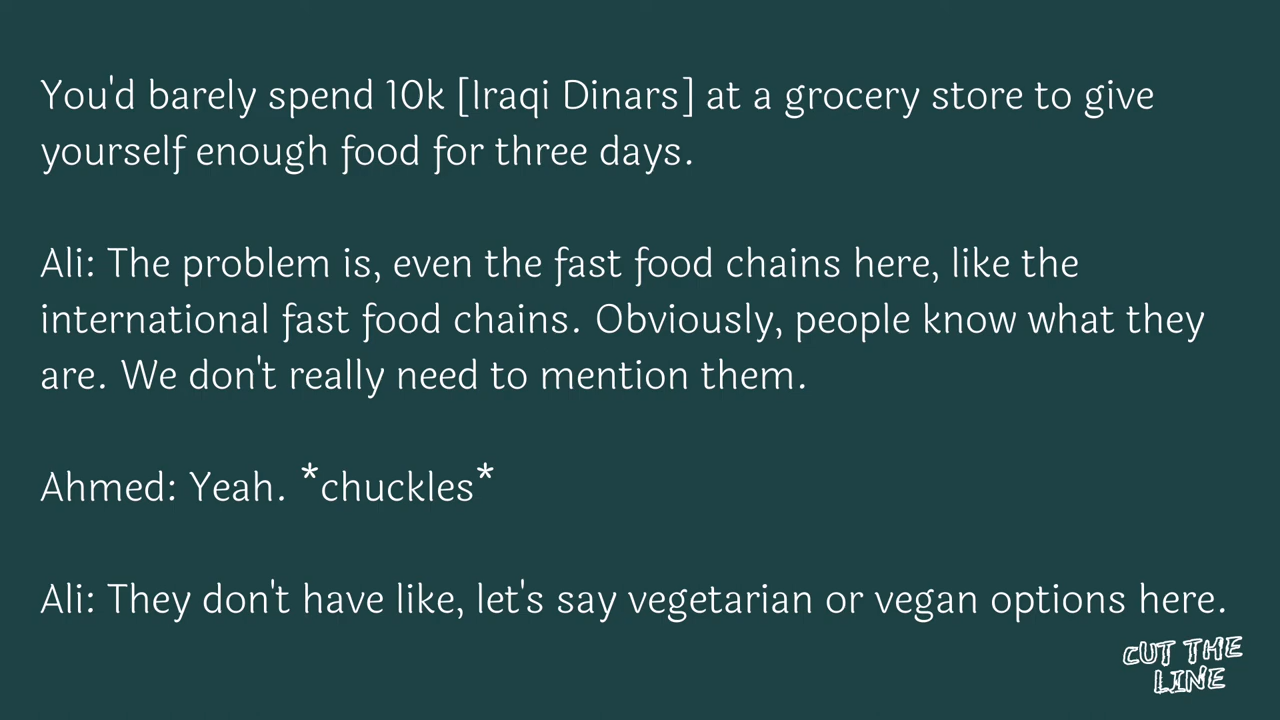 You'd barely spend 10k [Iraqi Dinars] at a grocery store to give
yourself enough food for three days.
Ali: The problem is, even the fast food chains here, like the
international fast food chains. Obviously, people know what they
are. We don't really need to mention them.
Ahmed: Yeah. *chuckles*
Ali: They don't have like, let's say vegetarian or vegan options here.
CUT THE
LINE